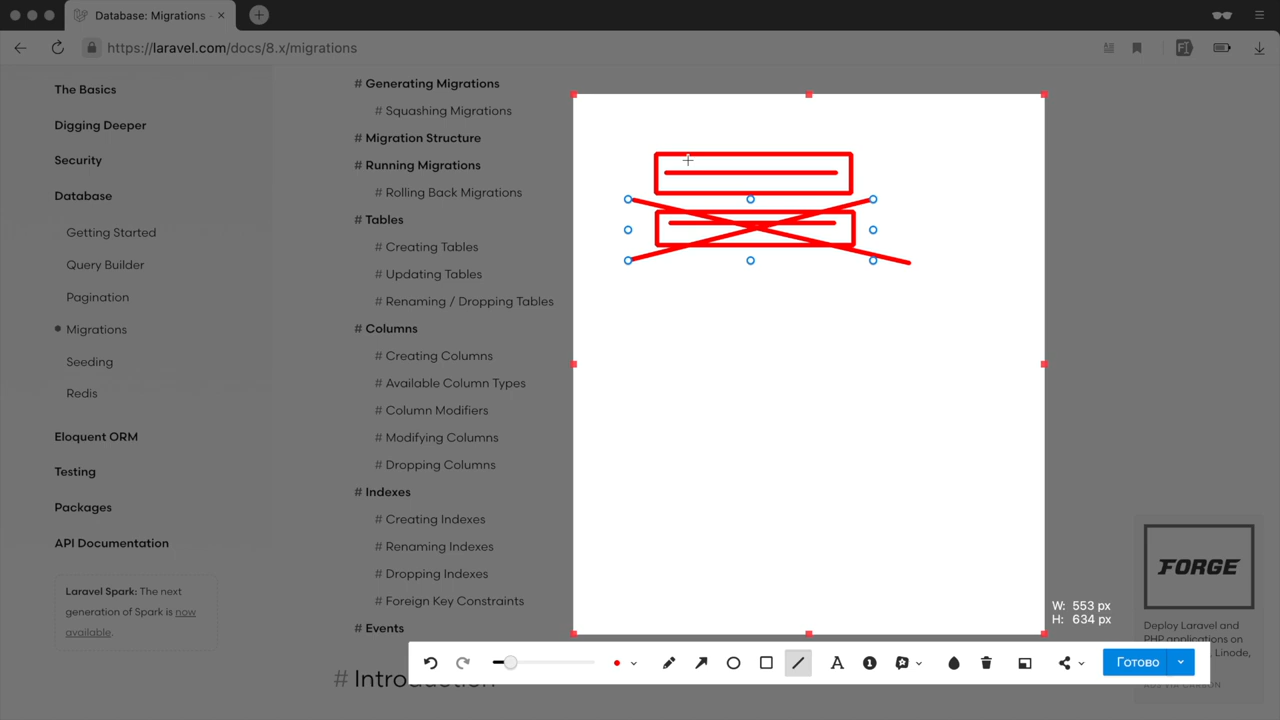 Database: Migrations
https://laravel.com/docs/8.x/migrations
The Basics
Digging Deeper
Security
Database
Getting Started
Query Builder
Pagination
Migrations
Seeding
Redis
Eloquent ORM
Testing
Packages
API Documentation
Laravel Spark: The next
generation of Spark is now
available.
# Generating Migrations
# Squashing Migrations
# Migration Structure
# Running Migrations
# Rolling Back Migrations
# Tables
# Creating Tables
# Updating Tables
# Renaming / Dropping Tables
# Columns
# Creating Columns
# Available Column Types
# Column Modifiers
# Modifying Columns
# Dropping Columns
# Indexes
# Creating Indexes
# Renaming Indexes
# Dropping Indexes
# Foreign Key Constraints
# Events
# Introduction
FORGE
Deploy Laravel and
PHP applications on
Linode,
ADS VIA CARBON
W: 553 px
H: 634 px
A
1
Готово